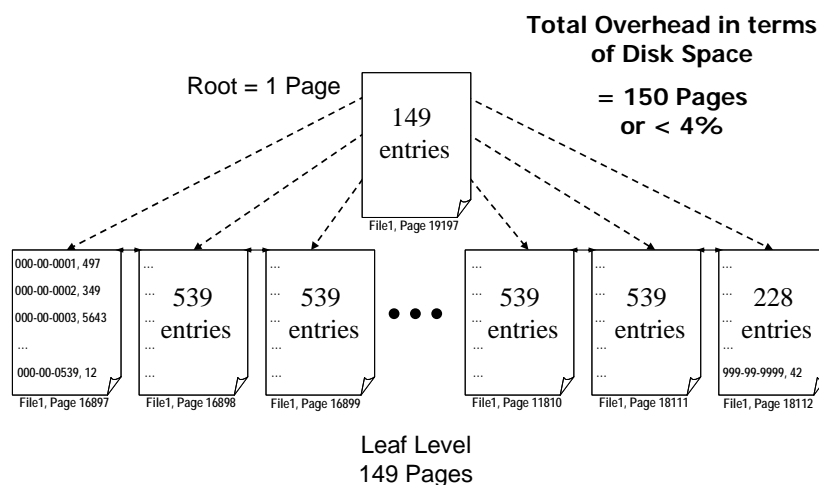 Total Overhead in terms
of Disk Space
= 150 Pages
or < 4%
Root = 1 Page
149
entries
File1, Page 19197
000-00-0001, 497
000-00-0002, 349
000-00-0003, 5643
...
000-00-0539, 12
File1, Page 16897
...
...
539
...
entries
...
...
File1, Page 16898
...
...
539
...
entries
...
...
File1, Page 16899
• • •
...
...
539
...
entries
...
...
File1, Page 11810
...
...
539
...
entries
...
...
File1, Page 18111
...
...
228
...
entries
...
999-99-9999, 42
File1, Page 18112
Leaf Level
149 Pages